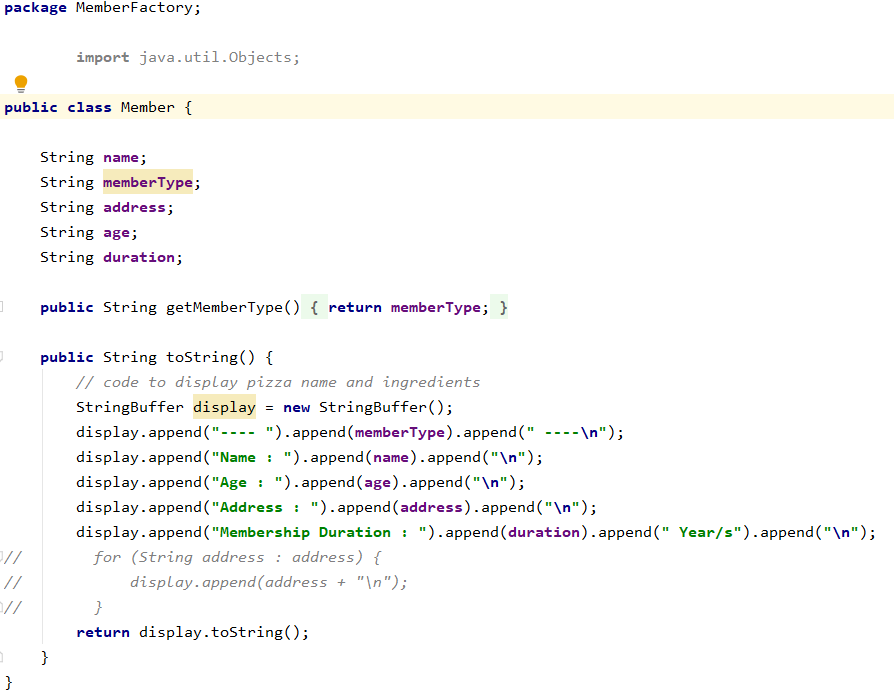 package MemberFactory;
import java.util.Objects;
public class Member {
String name;
String memberType;
String address;
String age;
String duration;
public String getMemberType() { return memberType; }
public String toString() {
// code to display pizza name and ingredients
StringBuffer display = new StringBuffer();
display.append("---- ").append(memberType).append(" ----\n");
display.append("Name : ").append(name).append("\n");
display.append("Age : ").append(age).append("\n");
display.append("Address : ").append(address).append("\n");
display.append("Membership Duration : ").append(duration).append(" Year/s").append("\n");
// for (String address : address) {
// display.append(address + "\n");
// }
return display.toString();
}
}